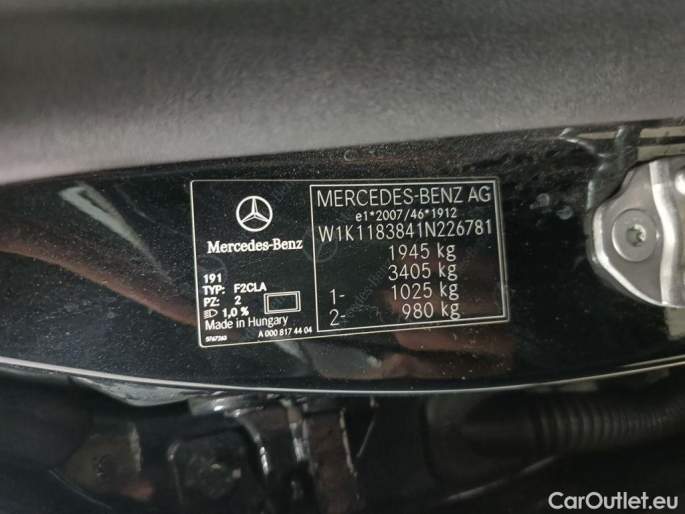 Mercedes-Benz
191
TYP: F2CLA
PZ: 2
1,0 %
Made in Hungary
A 000 817 44 04
MERCEDES-BENZ AG
e1*2007/46*1912
W1K1183841N226781
1945 kg
3405 kg
1- 1025 kg
2- 980 kg
CarOutlet.eu